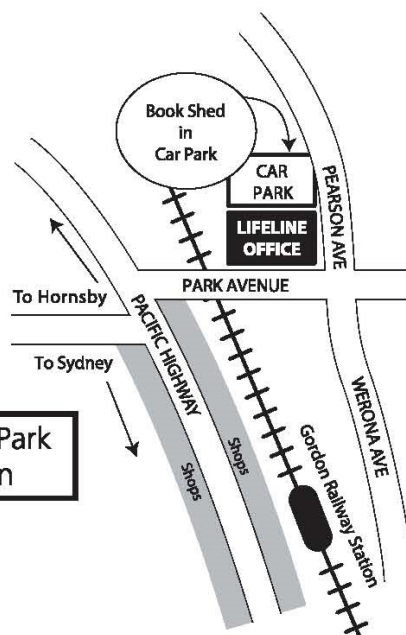 Book Shed
in
Car Park
CAR
PARK
LIFELINE
OFFICE
PEARSON AVE
PARK AVENUE
To Hornsby
PACIFIC HIGHWAY
To Sydney
WERONA AVE
Shops
Shops
Gordon Railway Station
Park
n